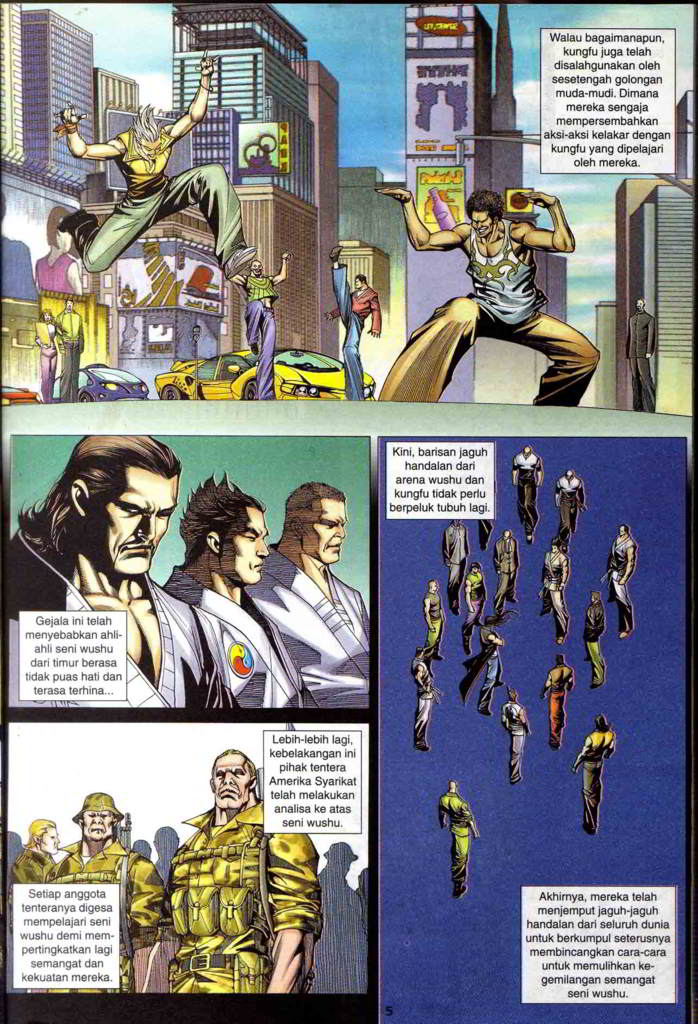 Walau bagaimanapun,
kungfu juga telah
disalahgunakan oleh
sesetengah golongan
muda-mudi. Dimana
mereka sengaja
mempersembahkan
aksi-aksi kelakar dengan
kungfu yang dipelajari
oleh mereka.
Gejala ini telah
menyebabkan ahli-
ahli seni wushu
dari timur berasa
tidak puas hati dan
terasa terhina...
Lebih-lebih lagi,
kebelakangan ini
pihak tentera
Amerika Syarikat
telah melakukan
analisa ke atas
seni wushu.
Setiap anggota
tenteranya digesa
mempelajari seni
wushu demi mem-
pertingkatkan lagi
semangat dan
kekuatan mereka.
Kini, barisan jaguh
handalan dari
arena wushu dan
kungfu tidak perlu
berpeluk tubuh lagi.
Akhirnya, mereka telah
menjemput jaguh-jaguh
handalan dari seluruh dunia
untuk berkumpul seterusnya
membincangkan cara-cara
untuk memulihkan ke-
gemilangan semangat
seni wushu.
5